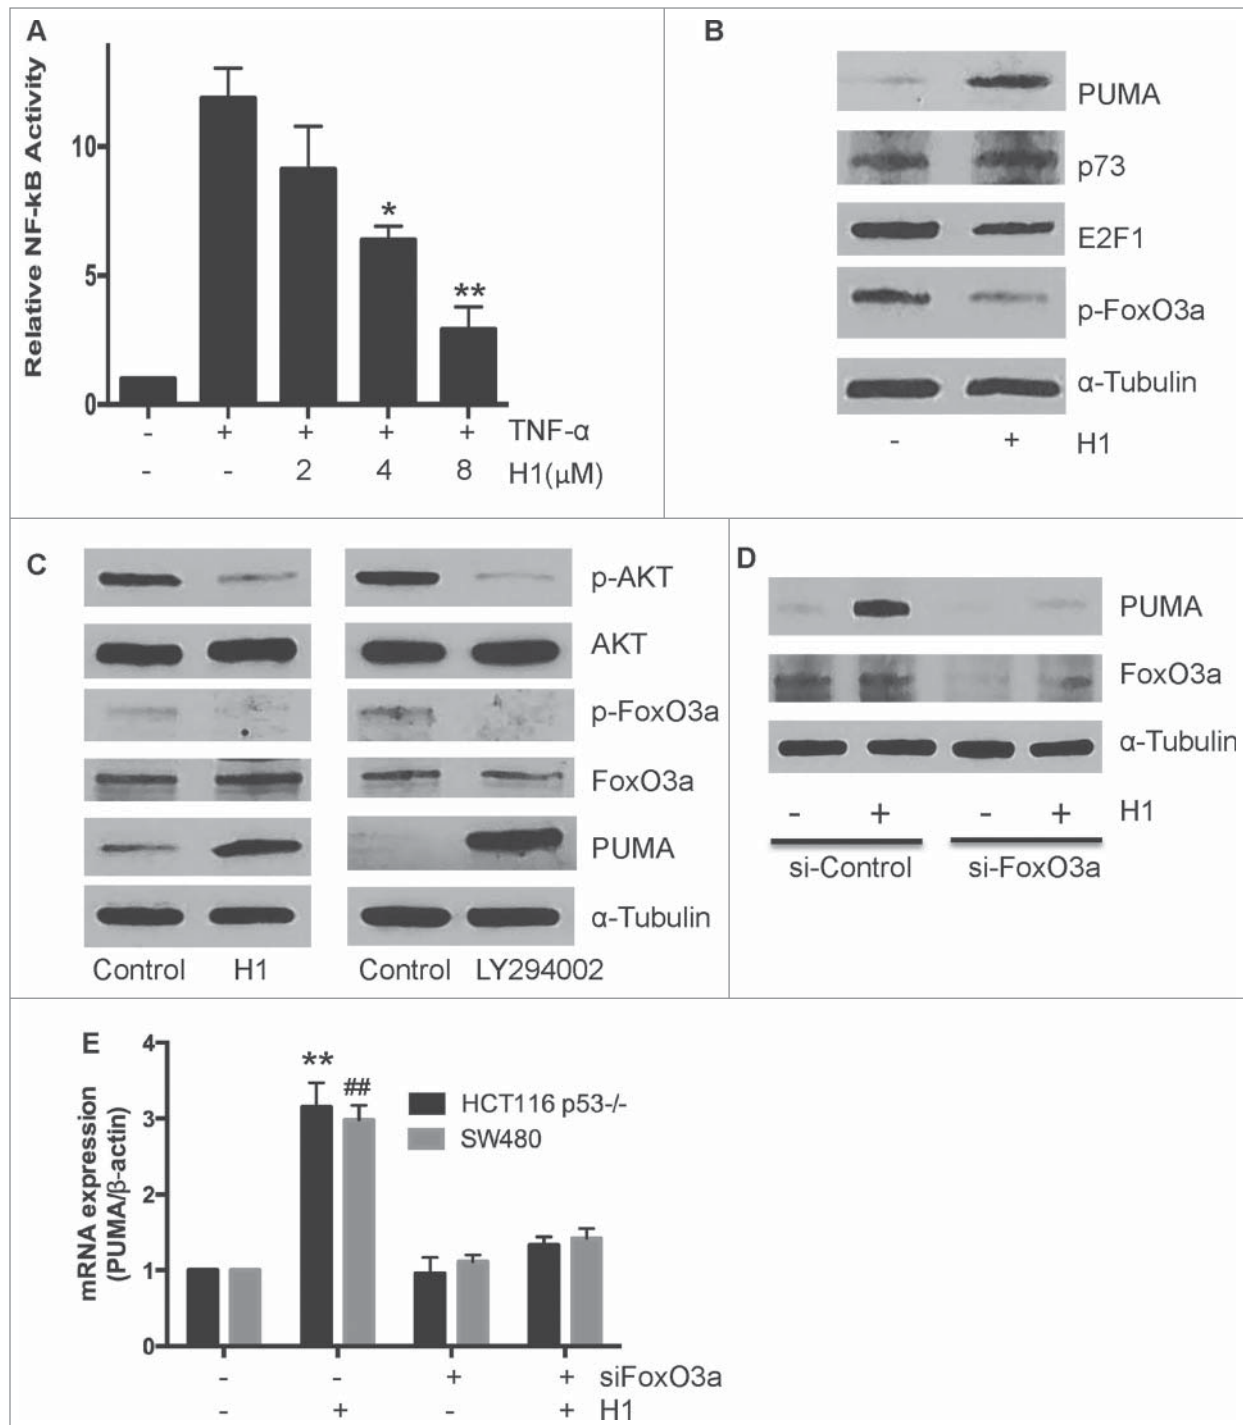 A
Relative NF-kB Activity
10
5
0
*
**
- + + + + TNF-α
- - 2 4 8 H1(μM)
B
PUMA
p73
E2F1
p-FoxO3a
α-Tubulin
- + H1
C
p-AKT
AKT
p-FoxO3a
FoxO3a
PUMA
α-Tubulin
Control H1 Control LY294002
D
PUMA
FoxO3a
α-Tubulin
- + - + H1
si-Control si-FoxO3a
E
mRNA expression
(PUMA/β-actin)
4
3
2
1
0
**
##
HCT116 p53-/-
SW480
- - + + siFoxO3a
- + - + H1